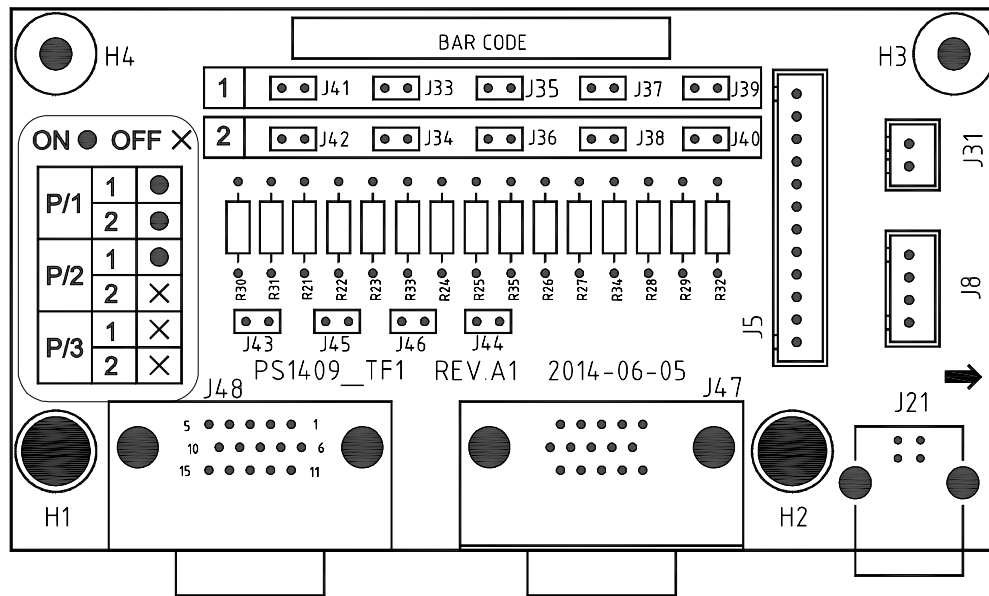 BAR CODE
H4
H3
1 J41 J33 J35 J37 J39
2 J42 J34 J36 J38 J40
J31
ON OFF
P/1 1
2
P/2 1
2
P/3 1
2
R30 R31 R21 R22 R23 R33 R24 R25 R35 R26 R27 R34 R28 R29 R32
J5
J8
J43 J45 J46 J44
PS1409_TF1 REV.A1 2014-06-05
J48
J47
J21
5 1
10 6
15 11
H1
H2